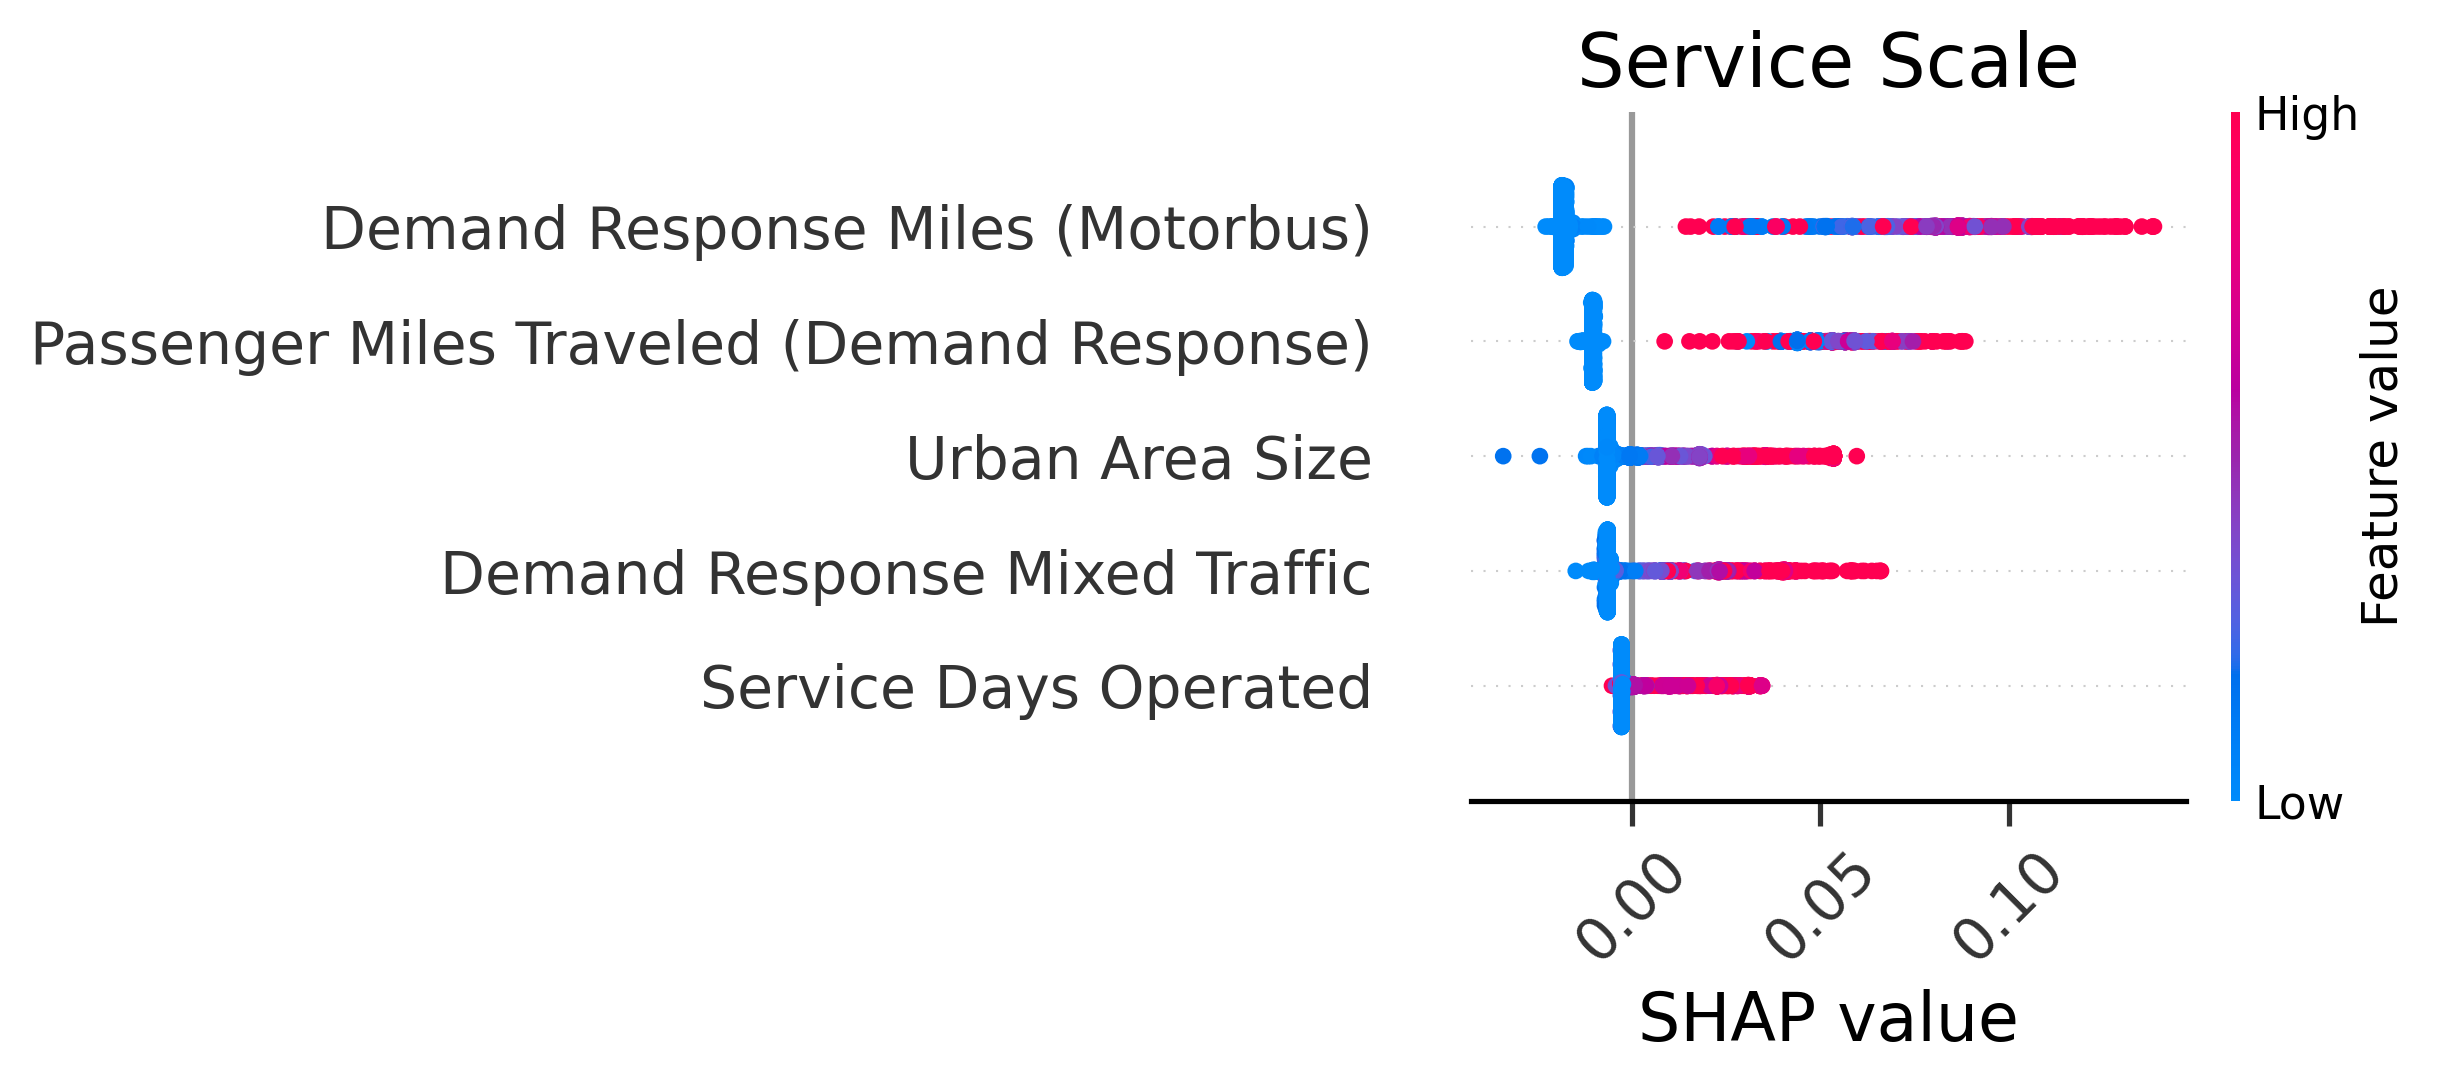 Service Scale
High
Demand Response Miles (Motorbus)
Passenger Miles Traveled (Demand Response)
Urban Area Size
Demand Response Mixed Traffic
Service Days Operated
Feature value
Low
0.00
0.05
0.10
SHAP value